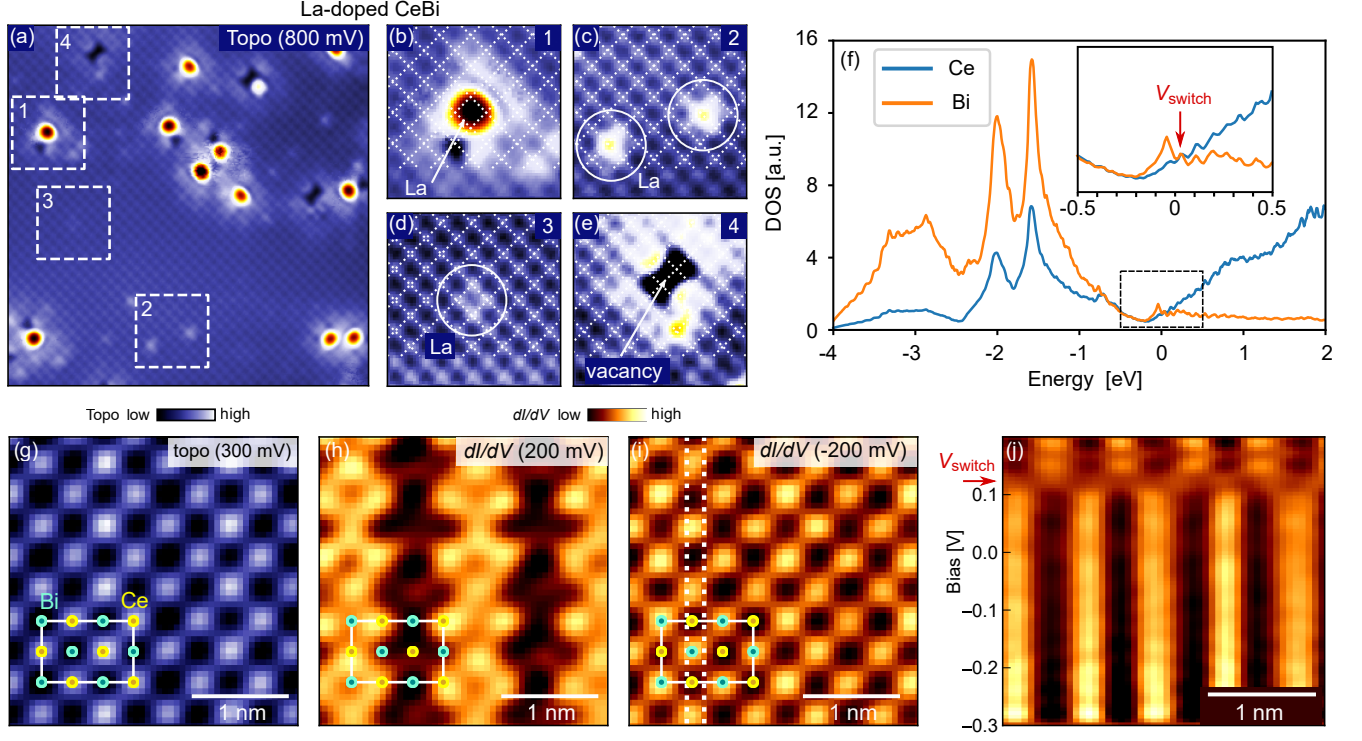 La-doped CeBi
(a)
Topo (800 mV)
4
1
3
2
(b)
1
La
(c)
2
La
(d)
3
La
(e)
4
vacancy
(f)
Ce
Bi
V switch
-0.5
0
0.5
16
12
8
4
0
DOS [a.u.]
-4
-3
-2
-1
0
1
2
Energy [eV]
Topo low
high
dI/dV low
high
(g)
topo (300 mV)
Bi
Ce
1 nm
(h)
dI/dV (200 mV)
1 nm
(i)
dI/dV (-200 mV)
1 nm
(j)
V switch
0.1
0.0
−0.1
−0.2
−0.3
Bias [V]
1 nm